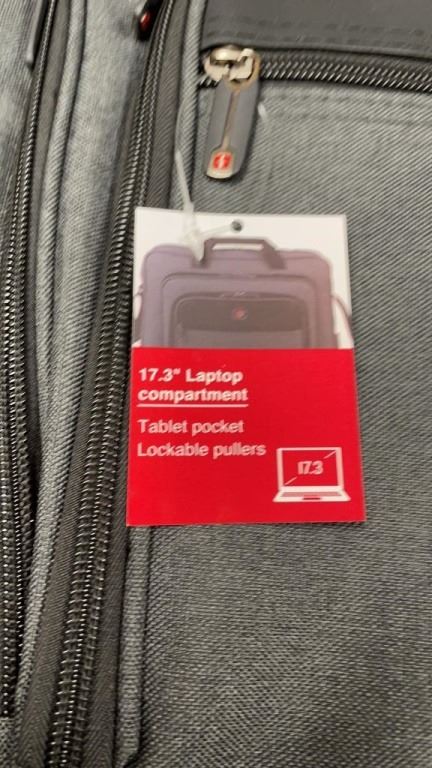 17.3" Laptop
compartment
Tablet pocket
Lockable pullers
17.3